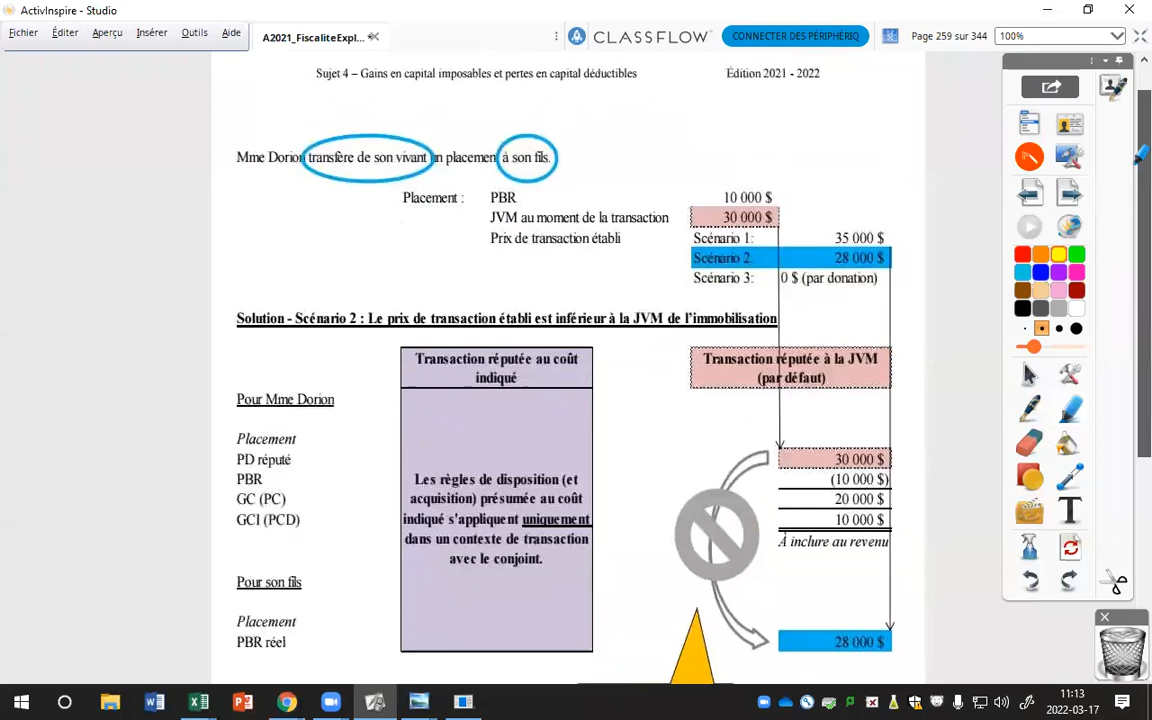 ActivInspire - Studio
Fichier Éditer Aperçu Insérer Outils Aide
A2021_FiscaliteExpl...
CLASSFLOW
CONNECTER DES PÉRIPHÉRIQ
Page 259 sur 344
100%
Sujet 4 – Gains en capital imposables et pertes en capital déductibles Édition 2021 - 2022
Mme Dorion transfère de son vivant un placement à son fils.
Placement : PBR 10 000 $
JVM au moment de la transaction 30 000 $
Prix de transaction établi Scénario 1: 35 000 $
Scénario 2: 28 000 $
Scénario 3: 0 $ (par donation)
Solution - Scénario 2 : Le prix de transaction établi est inférieur à la JVM de l'immobilisation
Transaction réputée au coût
indiqué
Transaction réputée à la JVM
(par défaut)
Pour Mme Dorion
Placement
PD réputé 30 000 $
PBR (10 000 $)
GC (PC) 20 000 $
GCI (PCD) 10 000 $
À inclure au revenu
Les règles de disposition (et
acquisition) présumée au coût
indiqué s'appliquent uniquement
dans un contexte de transaction
avec le conjoint.
Pour son fils
Placement
PBR réel 28 000 $
11:13
2022-03-17